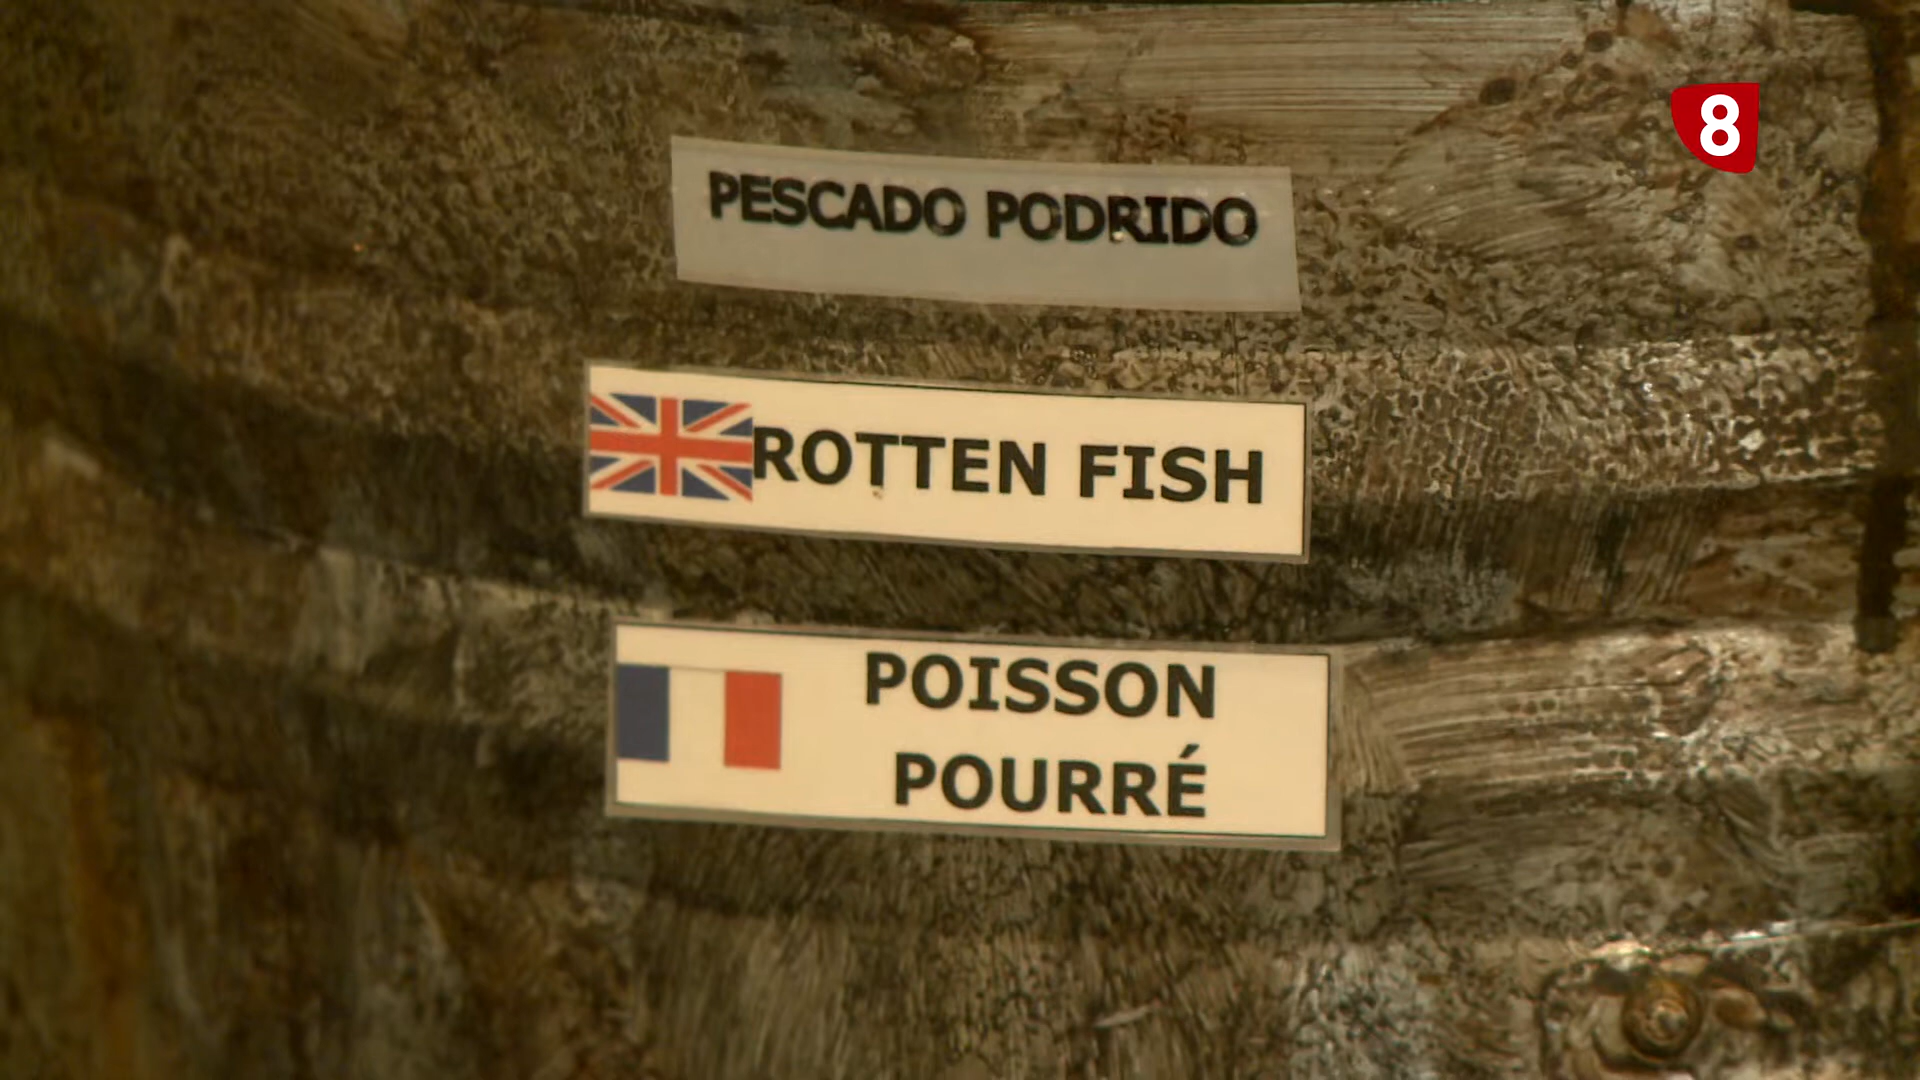 8
PESCADO PODRIDO
ROTTEN FISH
POISSON
POURRÉ